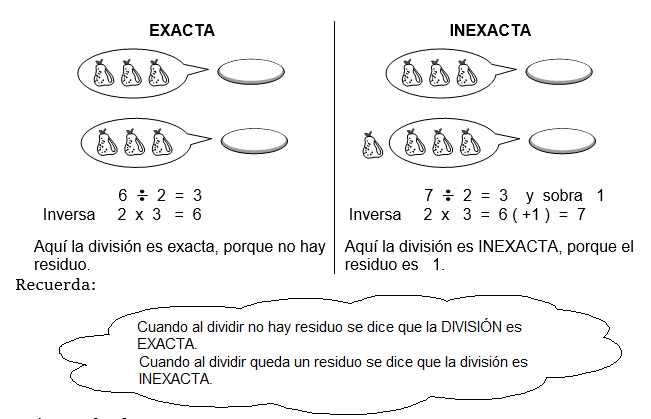 EXACTA
6 ÷ 2 = 3
Inversa 2 x 3 = 6
Aquí la división es exacta, porque no hay
residuo.
INEXACTA
7 ÷ 2 = 3 y sobra 1
Inversa 2 x 3 = 6 ( +1 ) = 7
Aquí la división es INEXACTA, porque el
residuo es 1.
Recuerda:
Cuando al dividir no hay residuo se dice que la DIVISIÓN es
EXACTA.
Cuando al dividir queda un residuo se dice que la división es
INEXACTA.